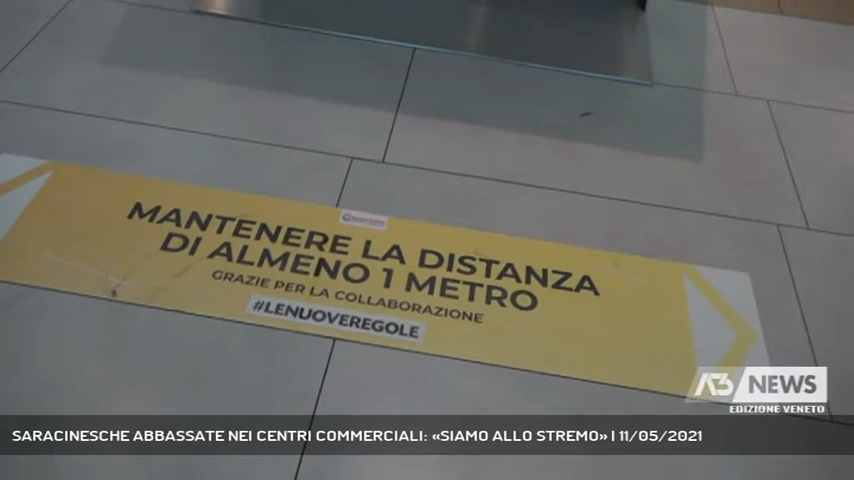 MANTENERE LA DISTANZA
DI ALMENO 1 METRO
GRAZIE PER LA COLLABORAZIONE
#LENUOVEREGOLE
A3 NEWS
EDIZIONE VENETO
SARACINESCHE ABBASSATE NEI CENTRI COMMERCIALI: «SIAMO ALLO STREMO» | 11/05/2021